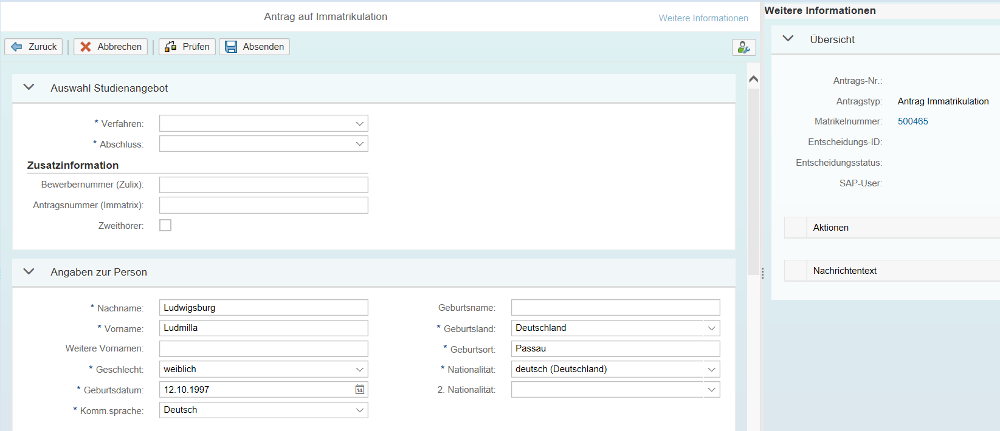 Antrag auf Immatrikulation
Weitere Informationen
Zurück
Abbrechen
Prüfen
Absenden
Auswahl Studienangebot
* Verfahren:
* Abschluss:
Zusatzinformation
Bewerbernummer (Zulix):
Antragsnummer (Immatrix):
Zweithörer:
Angaben zur Person
* Nachname: Ludwigsburg
* Vorname: Ludmilla
Weitere Vornamen:
* Geschlecht: weiblich
* Geburtsdatum: 12.10.1997 14
* Komm.sprache: Deutsch
Geburtsname:
* Geburtsland: Deutschland
* Geburtsort: Passau
* Nationalität: deutsch (Deutschland)
2. Nationalität:
Weitere Informationen
Übersicht
Antrags-Nr.:
Antragstyp: Antrag Immatrikulation
Matrikelnummer: 500465
Entscheidungs-ID:
Entscheidungsstatus:
SAP-User:
Aktionen
Nachrichtentext